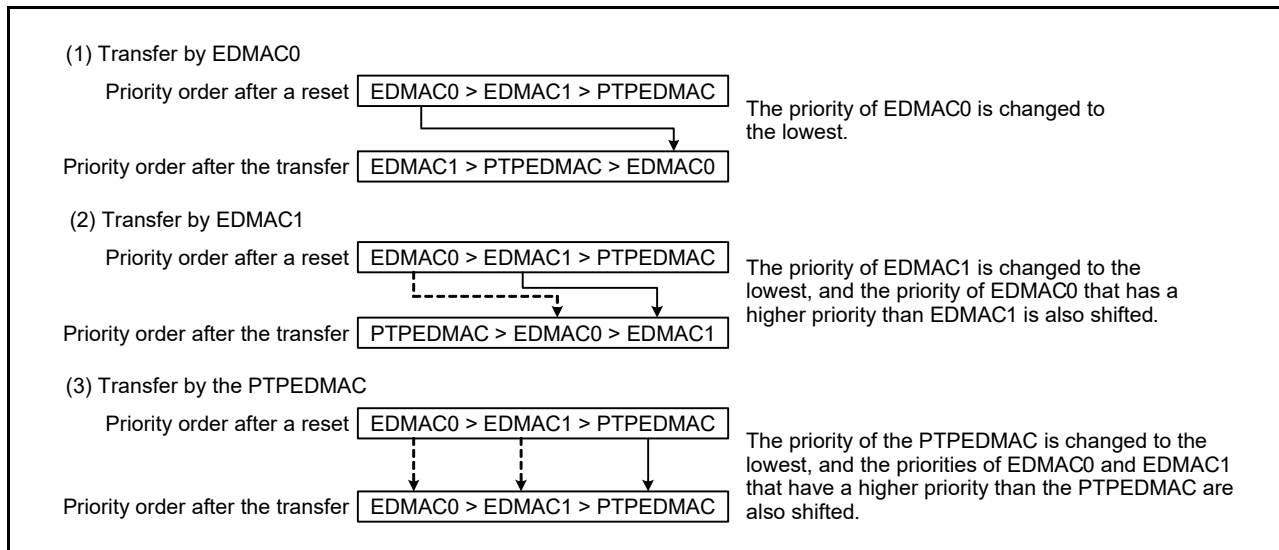 (1) Transfer by EDMAC0
Priority order after a reset EDMAC0 > EDMAC1 > PTPEDMAC
The priority of EDMAC0 is changed to
the lowest.
Priority order after the transfer EDMAC1 > PTPEDMAC > EDMAC0
(2) Transfer by EDMAC1
Priority order after a reset EDMAC0 > EDMAC1 > PTPEDMAC
The priority of EDMAC1 is changed to the
lowest, and the priority of EDMAC0 that has a
higher priority than EDMAC1 is also shifted.
Priority order after the transfer PTPEDMAC > EDMAC0 > EDMAC1
(3) Transfer by the PTPEDMAC
Priority order after a reset EDMAC0 > EDMAC1 > PTPEDMAC
The priority of the PTPEDMAC is changed to the
lowest, and the priorities of EDMAC0 and EDMAC1
that have a higher priority than the PTPEDMAC are
also shifted.
Priority order after the transfer EDMAC0 > EDMAC1 > PTPEDMAC